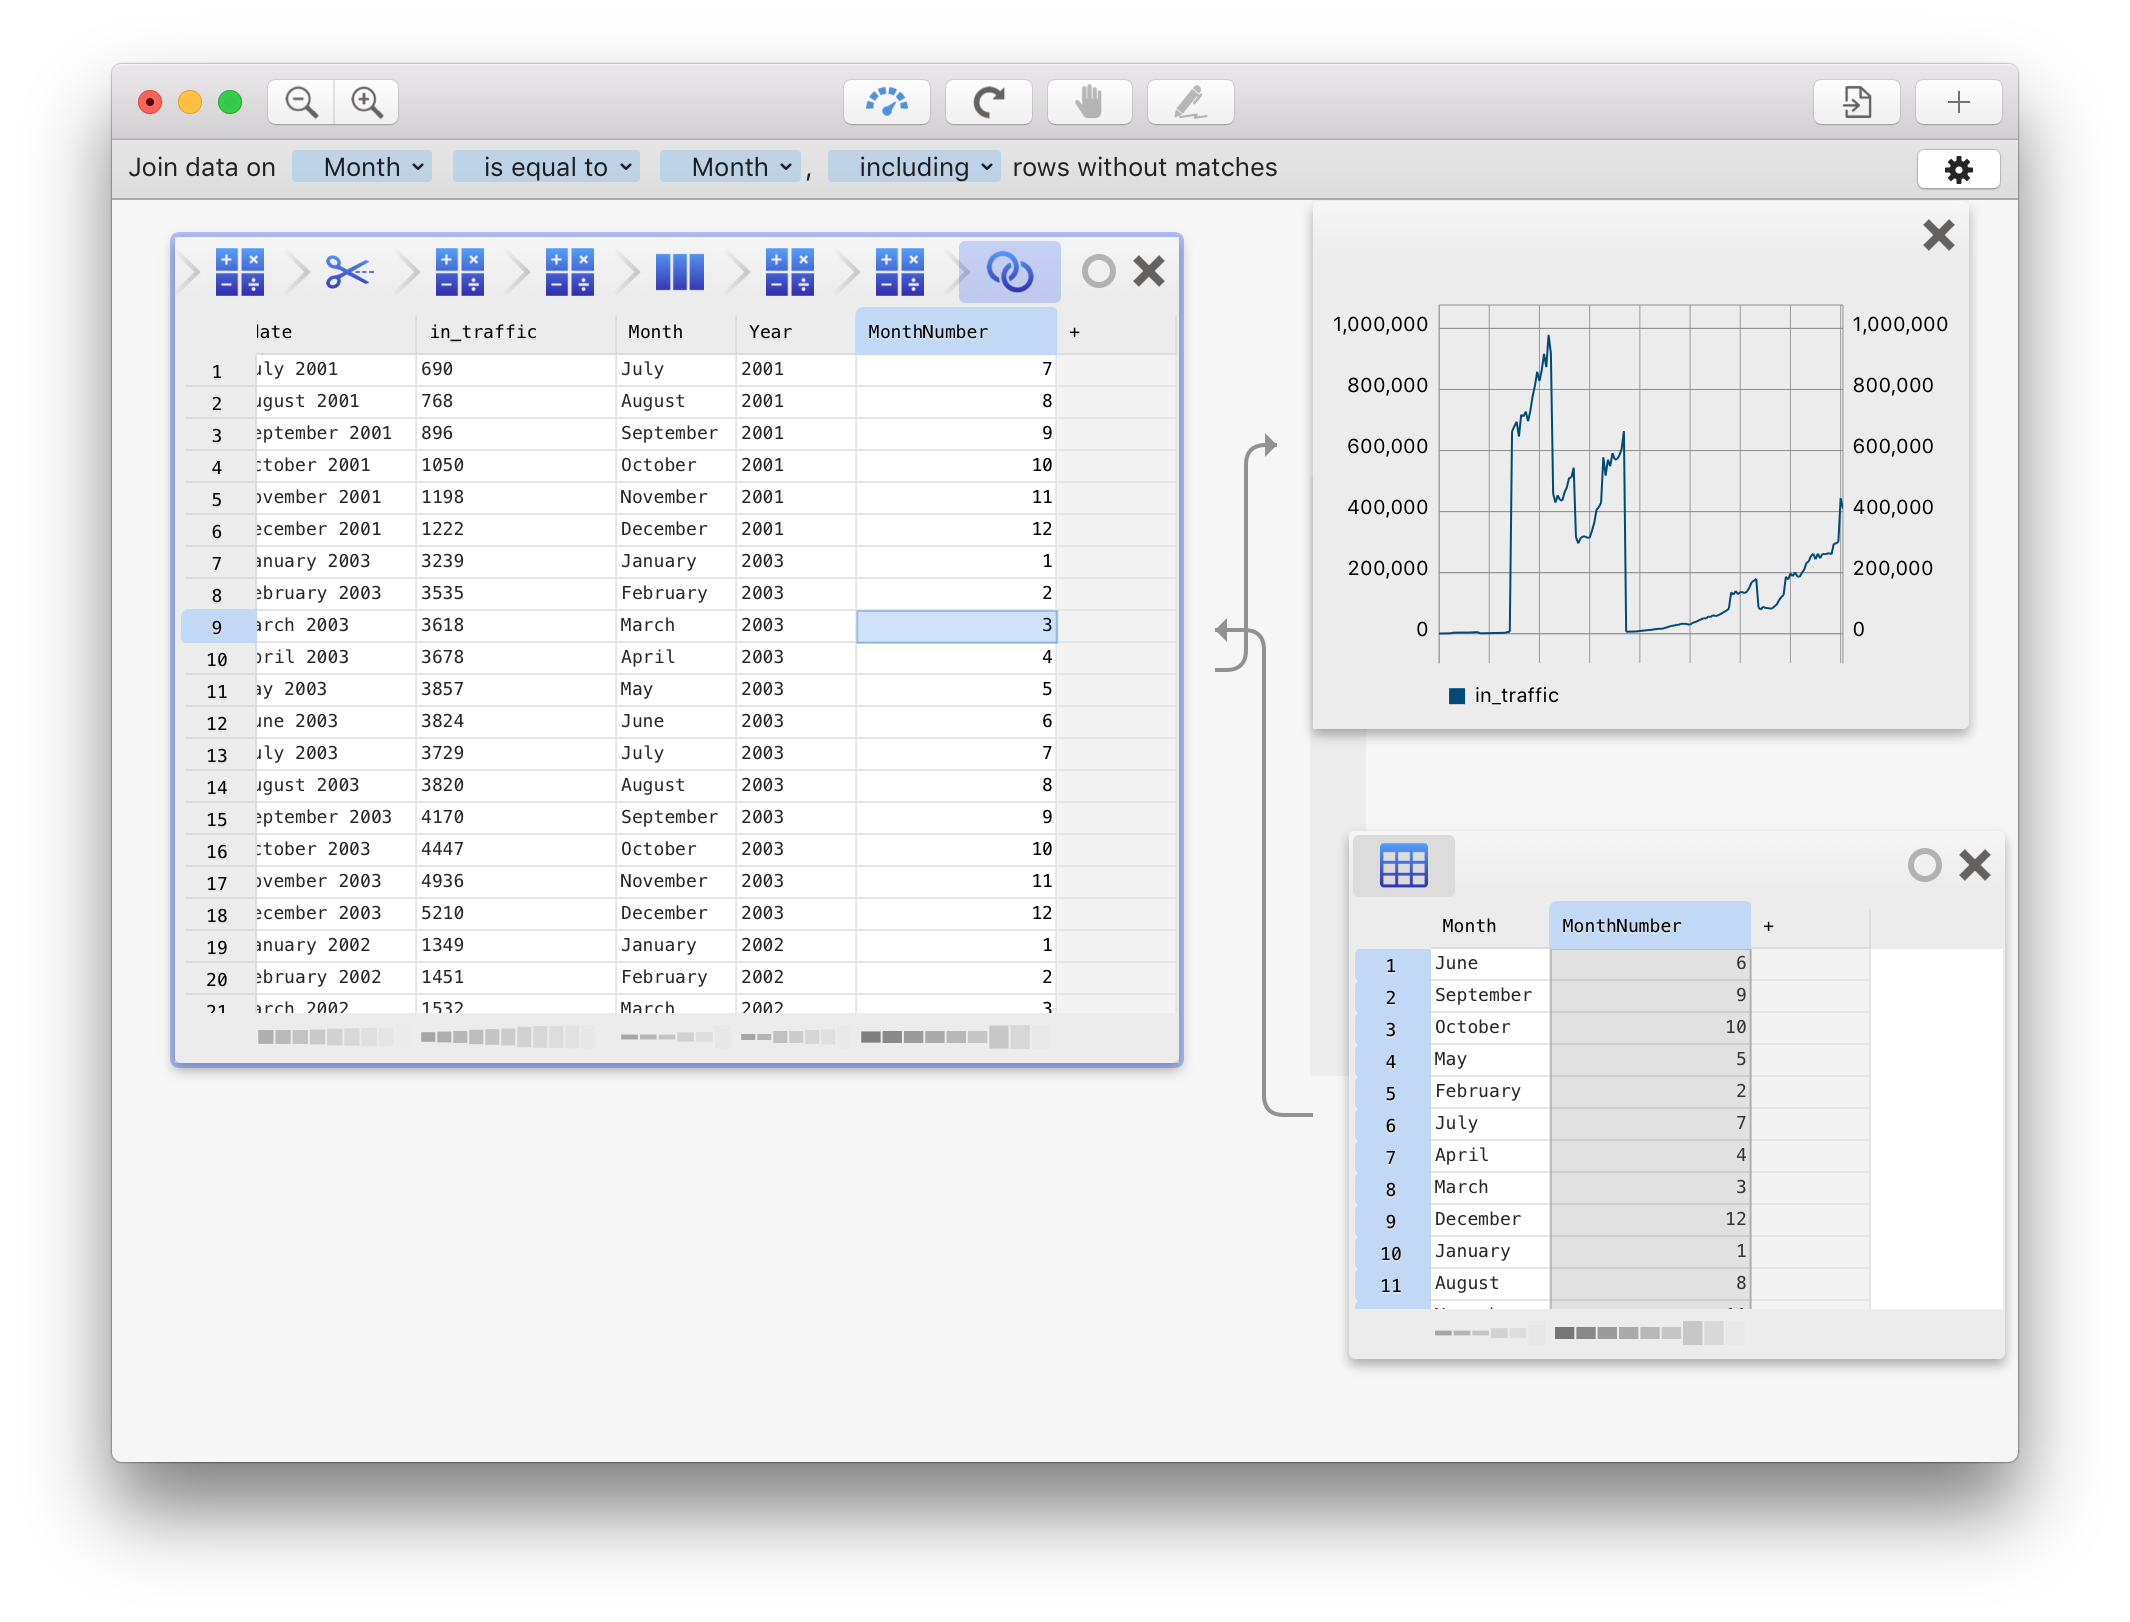 Join data on Month is equal to Month , including rows without matches
date in_traffic Month Year MonthNumber +
1 uly 2001 690 July 2001 7
2 ugust 2001 768 August 2001 8
3 eptember 2001 896 September 2001 9
4 ctober 2001 1050 October 2001 10
5 ovember 2001 1198 November 2001 11
6 ecember 2001 1222 December 2001 12
7 anuary 2003 3239 January 2003 1
8 ebruary 2003 3535 February 2003 2
9 arch 2003 3618 March 2003 3
10 pril 2003 3678 April 2003 4
11 ay 2003 3857 May 2003 5
12 une 2003 3824 June 2003 6
13 uly 2003 3729 July 2003 7
14 ugust 2003 3820 August 2003 8
15 eptember 2003 4170 September 2003 9
16 ctober 2003 4447 October 2003 10
17 ovember 2003 4936 November 2003 11
18 ecember 2003 5210 December 2003 12
19 anuary 2002 1349 January 2002 1
20 ebruary 2002 1451 February 2002 2
21 arch 2002 1532 March 2002 3
1,000,000 1,000,000
800,000 800,000
600,000 600,000
400,000 400,000
200,000 200,000
0 0
in_traffic
Month MonthNumber +
1 June 6
2 September 9
3 October 10
4 May 5
5 February 2
6 July 7
7 April 4
8 March 3
9 December 12
10 January 1
11 August 8